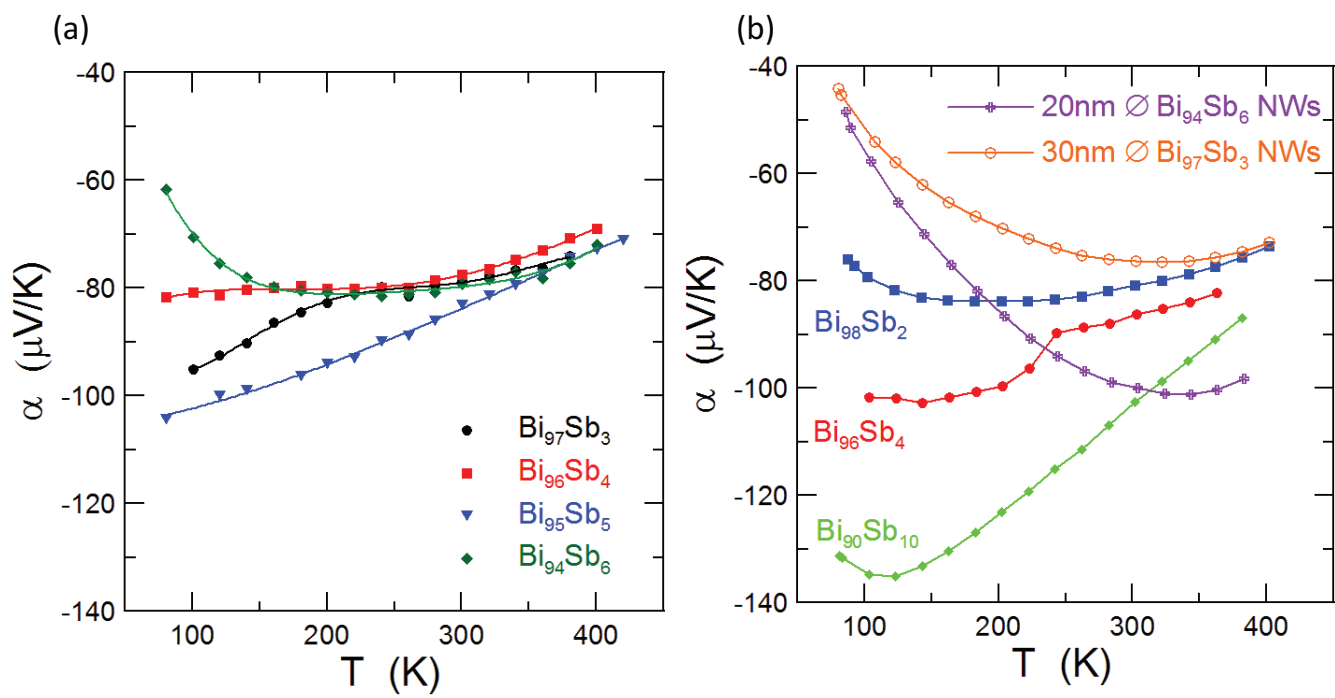 (a)
-40
-60
-80
-100
-120
-140
α (μV/K)
100
200
300
400
T (K)
Bi₉₇Sb₃
Bi₉₆Sb₄
Bi₉₅Sb₅
Bi₉₄Sb₆
(b)
-40
-60
-80
-100
-120
-140
α (μV/K)
100
200
300
400
T (K)
20nm ∅ Bi₉₄Sb₆ NWs
30nm ∅ Bi₉₇Sb₃ NWs
Bi₉₈Sb₂
Bi₉₆Sb₄
Bi₉₀Sb₁₀